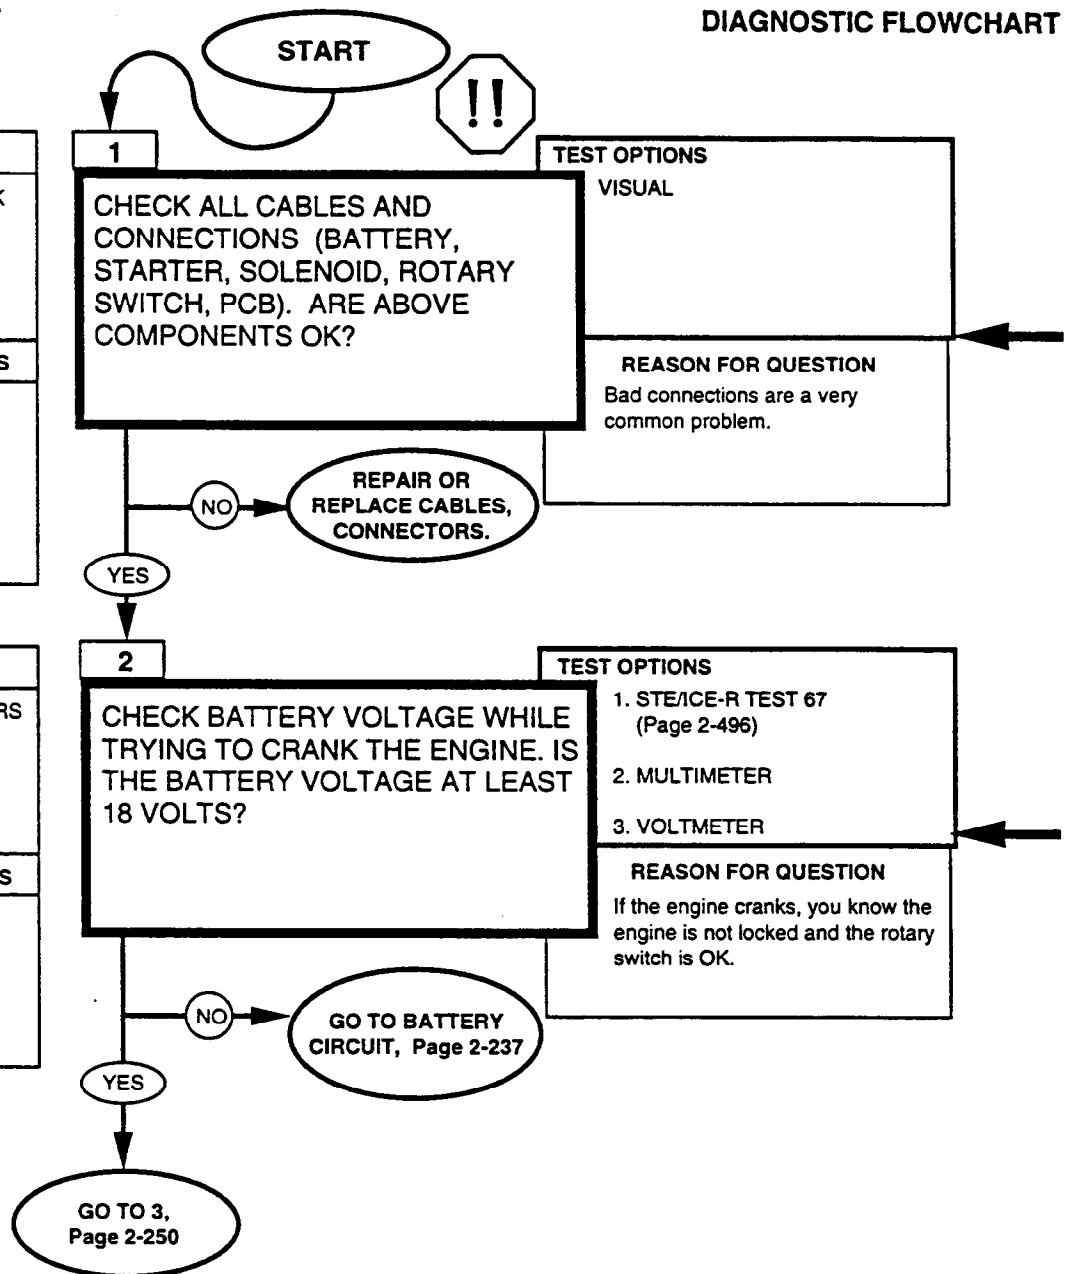 DIAGNOSTIC FLOWCHART
START
!!
1
CHECK ALL CABLES AND
CONNECTIONS (BATTERY,
STARTER, SOLENOID, ROTARY
SWITCH, PCB). ARE ABOVE
COMPONENTS OK?
TEST OPTIONS
VISUAL
REASON FOR QUESTION
Bad connections are a very
common problem.
NO
REPAIR OR
REPLACE CABLES,
CONNECTORS.
YES
2
CHECK BATTERY VOLTAGE WHILE
TRYING TO CRANK THE ENGINE. IS
THE BATTERY VOLTAGE AT LEAST
18 VOLTS?
TEST OPTIONS
1. STE/ICE-R TEST 67
(Page 2-496)
2. MULTIMETER
3. VOLTMETER
REASON FOR QUESTION
If the engine cranks, you know the
engine is not locked and the rotary
switch is OK.
NO
GO TO BATTERY
CIRCUIT, Page 2-237
YES
GO TO 3,
Page 2-250